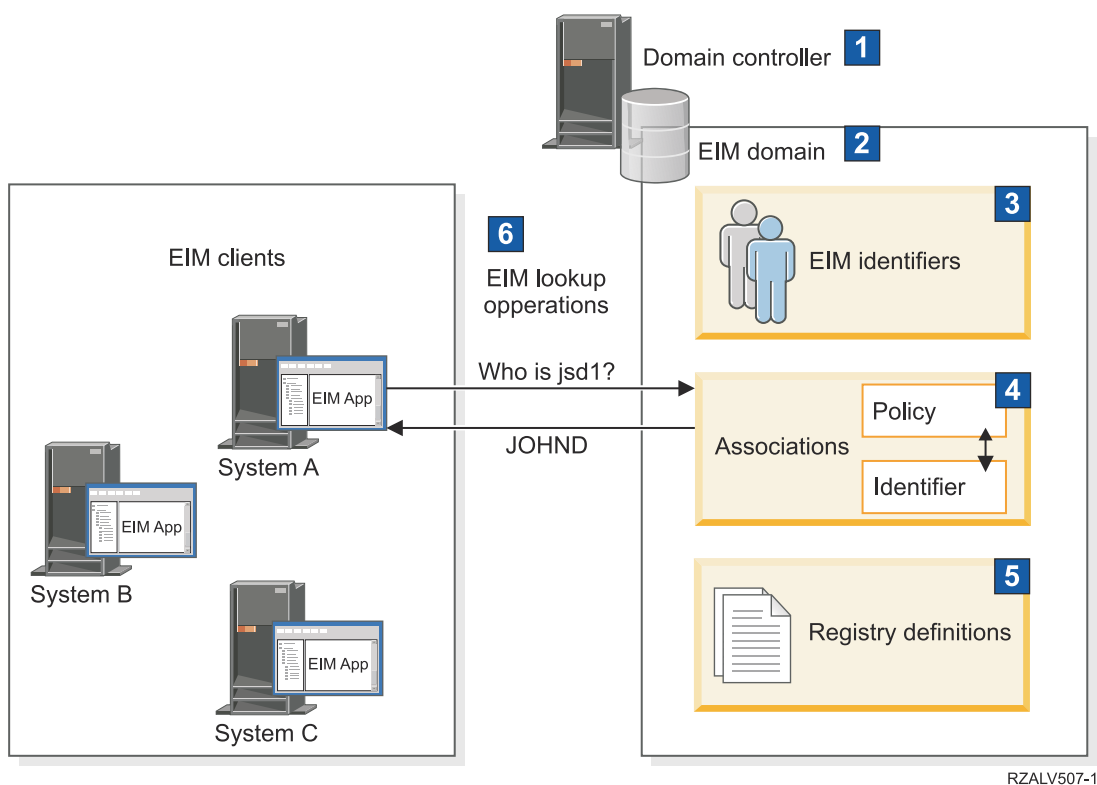 Domain controller 1
EIM domain 2
3
EIM identifiers
6
EIM lookup
opperations
EIM clients
EIM App
System A
EIM App
System B
EIM App
System C
Who is jsd1?
JOHND
4
Associations
Policy
Identifier
5
Registry definitions
RZALV507-1